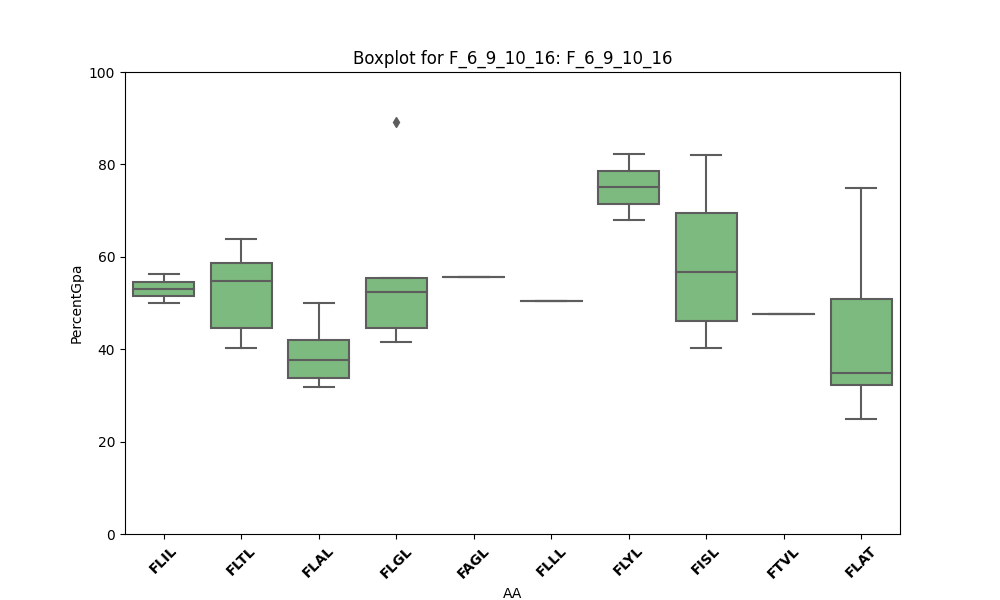 Boxplot for F_6_9_10_16: F_6_9_10_16
100
80
60
40
20
0
PercentGpa
FLIL FLTL FLAL FLGL FAGL FLLL FLYL FISL FTVL FLAT
AA